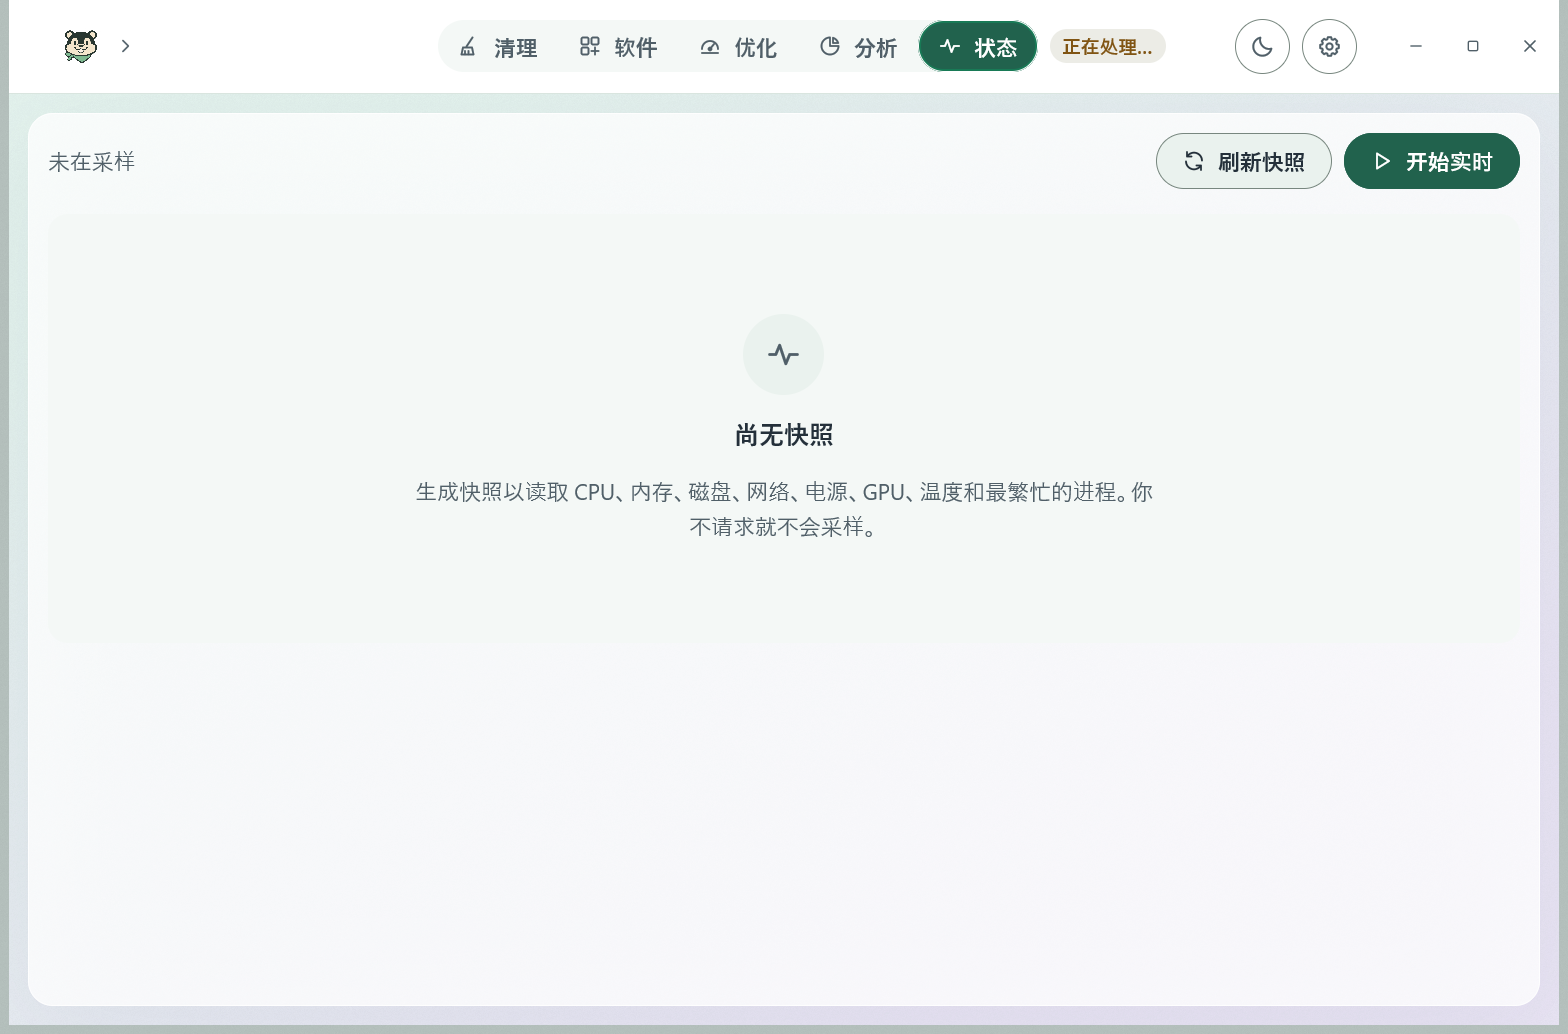 清理
软件
优化
分析
状态
正在处理...
未在采样
刷新快照
开始实时
尚无快照
生成快照以读取 CPU、内存、磁盘、网络、电源、GPU、温度和最繁忙的进程。你
不请求就不会采样。